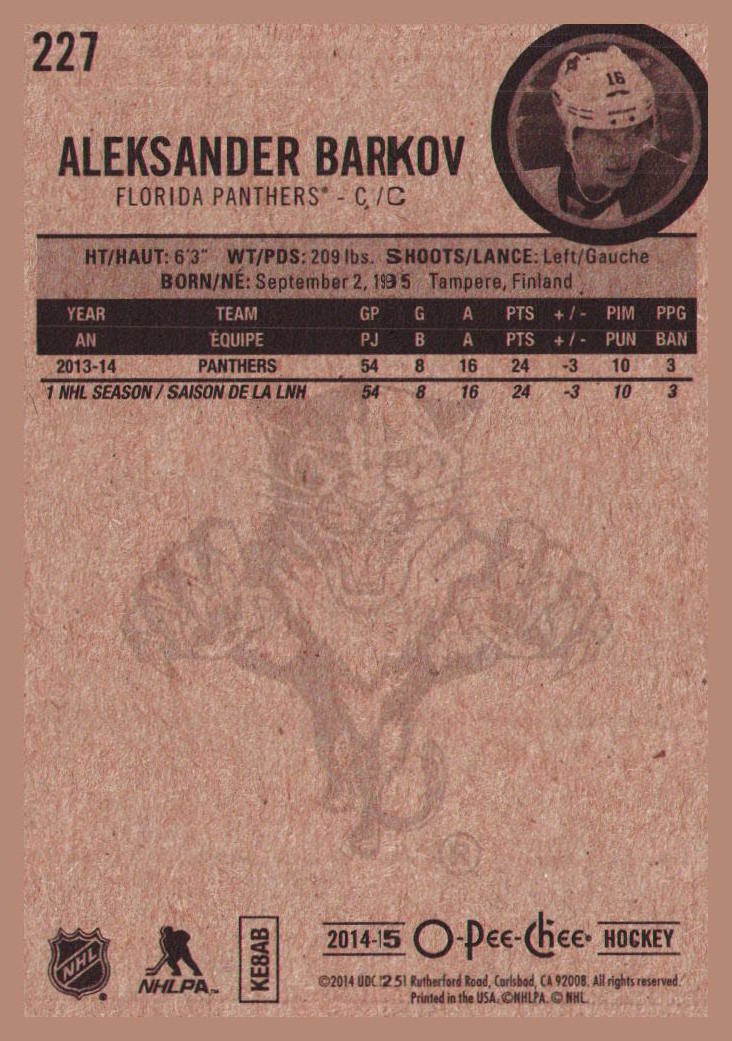 227
16
ALEKSANDER BARKOV
FLORIDA PANTHERS® - C/C
HT/HAUT: 6'3" WT/PDS: 209 lbs. SHOOTS/LANCE: Left/Gauche
BORN/NÉ: September 2, 1995 Tampere, Finland
YEAR TEAM GP G A PTS +/- PIM PPG
AN ÉQUIPE PJ B A PTS +/- PUN BAN
2013-14 PANTHERS 54 8 16 24 -3 10 3
1 NHL SEASON / SAISON DE LA LNH 54 8 16 24 -3 10 3
®
NHL ®
NHLPA™
KE8AB
2014-15 O-Pee-Chee® HOCKEY
©2014 UDC 1251 Rutherford Road, Carlsbad, CA 92008. All rights reserved.
Printed in the USA. ©NHLPA. © NHL.